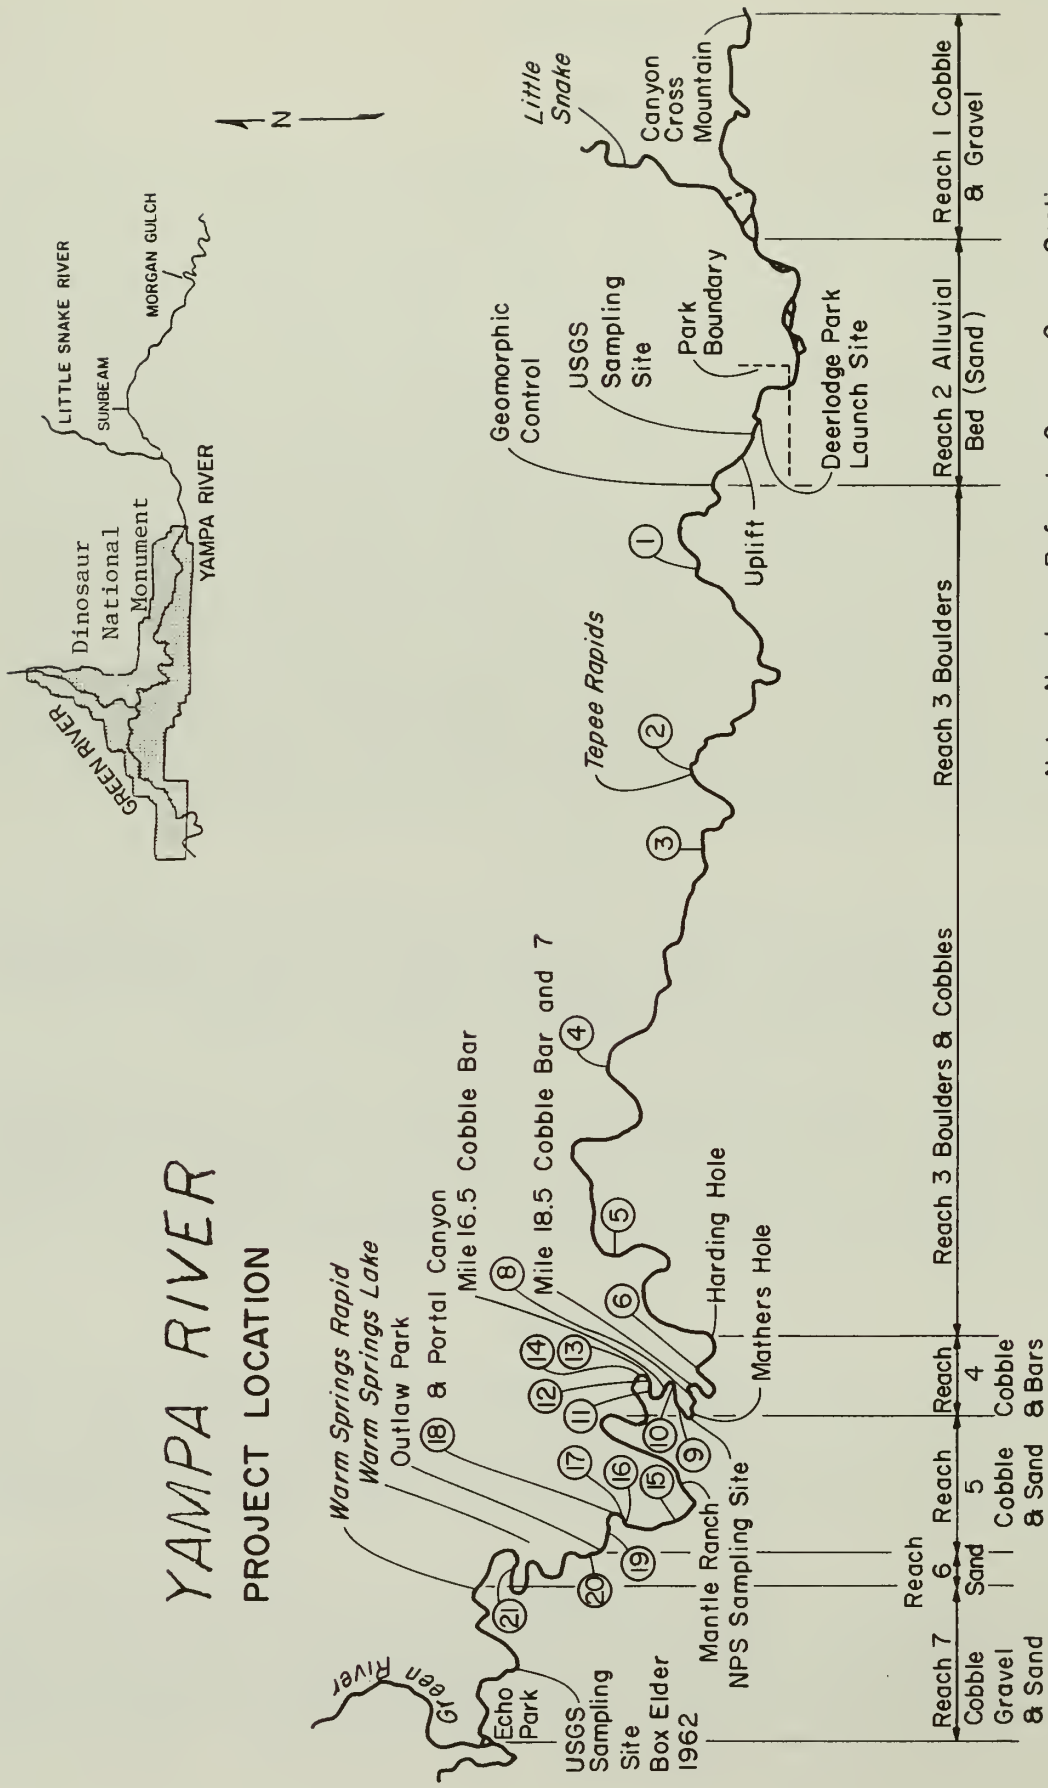 YAMPA RIVER
PROJECT LOCATION
Dinosaur
National
Monument
GREEN RIVER
LITTLE SNAKE RIVER
SUNBEAM
MORGAN GULCH
YAMPA RIVER
N
Warm Springs Rapid
Warm Springs Lake
Outlaw Park
18 & Portal Canyon
Mile 16.5 Cobble Bar
8
Mile 18.5 Cobble Bar and 7
6
14
13
12
11
10
9
17
16
15
19
20
21
5
4
3
2
Tepee Rapids
1
Geomorphic
Control
USGS
Sampling
Site
Park
Boundary
Little
Snake
Canyon
Cross
Mountain
Green River
Echo
Park
USGS
Sampling
Site
Box Elder
1962
Mantle Ranch
NPS Sampling Site
Mathers Hole
Harding Hole
Uplift
Deerlodge Park
Launch Site
Reach 7
Cobble
Gravel
& Sand
Reach
6
Sand
Reach
5
Cobble
& Sand
Reach
4
Cobble
& Bars
Reach 3 Boulders & Cobbles
Reach 3 Boulders
Reach 2 Alluvial
Bed (Sand)
Reach 1 Cobble
& Gravel